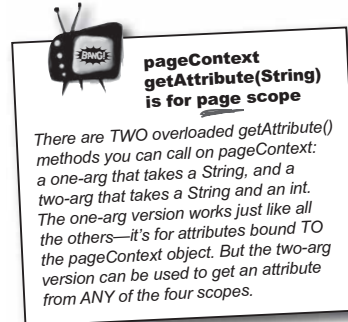 BANG!
pageContext
getAttribute(String)
is for page scope
There are TWO overloaded getAttribute()
methods you can call on pageContext:
a one-arg that takes a String, and a
two-arg that takes a String and an int.
The one-arg version works just like all
the others—it's for attributes bound TO
the pageContext object. But the two-arg
version can be used to get an attribute
from ANY of the four scopes.